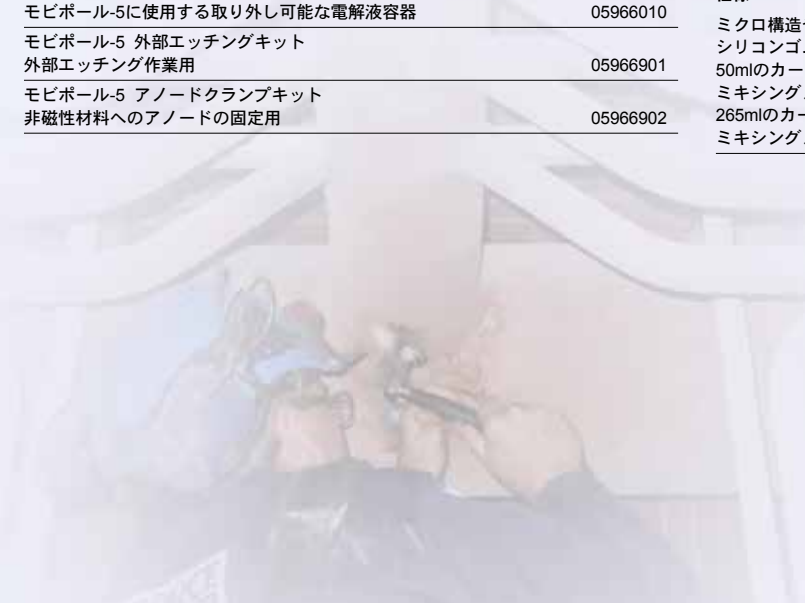 モビポール-5に使用する取り外し可能な電解液容器 05966010
モビポール-5 外部エッチングキット
外部エッチング作業用 05966901
モビポール-5 アノードクランプキット
非磁性材料へのアノードの固定用 05966902
ミクロ構造
シリコンゴ
50mlのカー
ミキシング
265mlのカー
ミキシング